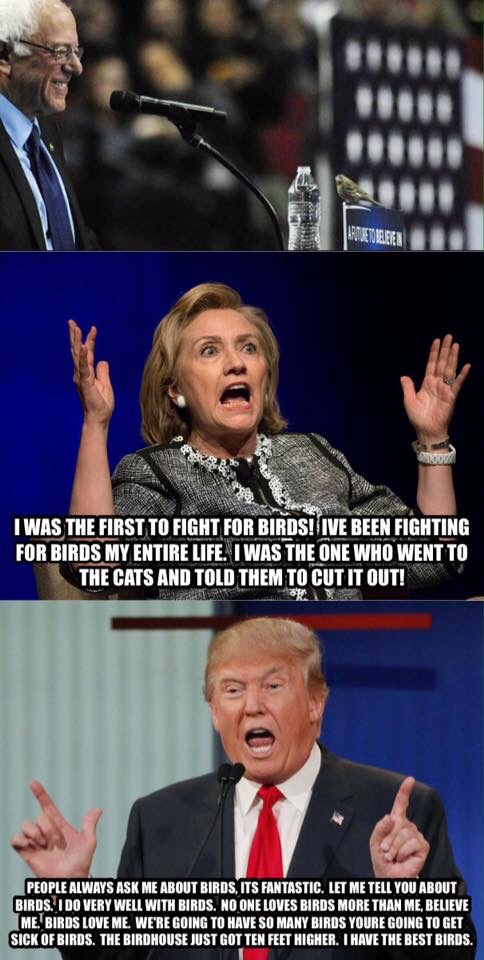 A FUTURE TO BELIEVE IN
I WAS THE FIRST TO FIGHT FOR BIRDS! IVE BEEN FIGHTING
FOR BIRDS MY ENTIRE LIFE. I WAS THE ONE WHO WENT TO
THE CATS AND TOLD THEM TO CUT IT OUT!
PEOPLE ALWAYS ASK ME ABOUT BIRDS, ITS FANTASTIC. LET ME TELL YOU ABOUT
BIRDS. I DO VERY WELL WITH BIRDS. NO ONE LOVES BIRDS MORE THAN ME, BELIEVE
ME. BIRDS LOVE ME. WE'RE GOING TO HAVE SO MANY BIRDS YOURE GOING TO GET
SICK OF BIRDS. THE BIRDHOUSE JUST GOT TEN FEET HIGHER. I HAVE THE BEST BIRDS.